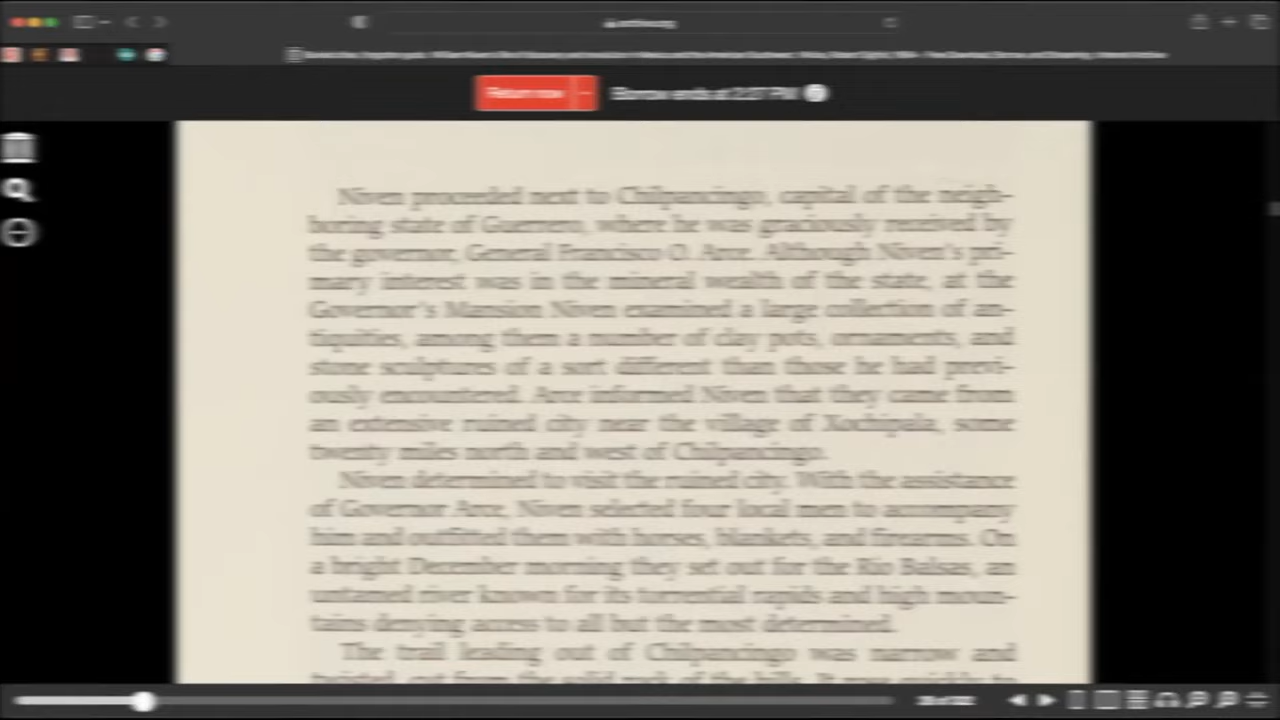 Return now
Borrow ends at 2:27 PM
Niven proceeded next to Chilpancingo, capital of the neigh-
boring state of Guerrero, where he was graciously received by
the governor, General Francisco O. Arce. Although Niven's pri-
mary interest was in the mineral wealth of the state, at the
Governor's Mansion Niven examined a large collection of an-
tiquities, among them a number of clay pots, ornaments, and
stone sculptures of a sort different than those he had previ-
ously encountered. Arce informed Niven that they came from
an extensive ruined city near the village of Xochipala, some
twenty miles north and west of Chilpancingo.
Niven determined to visit the ruined city. With the assistance
of Governor Arce, Niven selected four local men to accompany
him and outfitted them with horses, blankets, and firearms. On
a bright December morning they set out for the Rio Balsas, an
untamed river known for its torrential rapids and high moun-
tains denying access to all but the most determined.
The trail leading out of Chilpancingo was narrow and